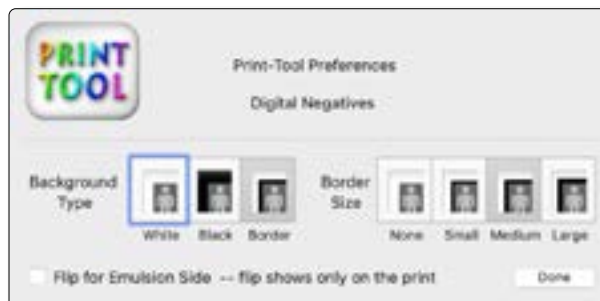 PRINT
TOOL
Print-Tool Preferences
Digital Negatives
Background
Type
White Black Border
Border
Size
None Small Medium Large
Flip for Emulsion Side -- flip shows only on the print
Done